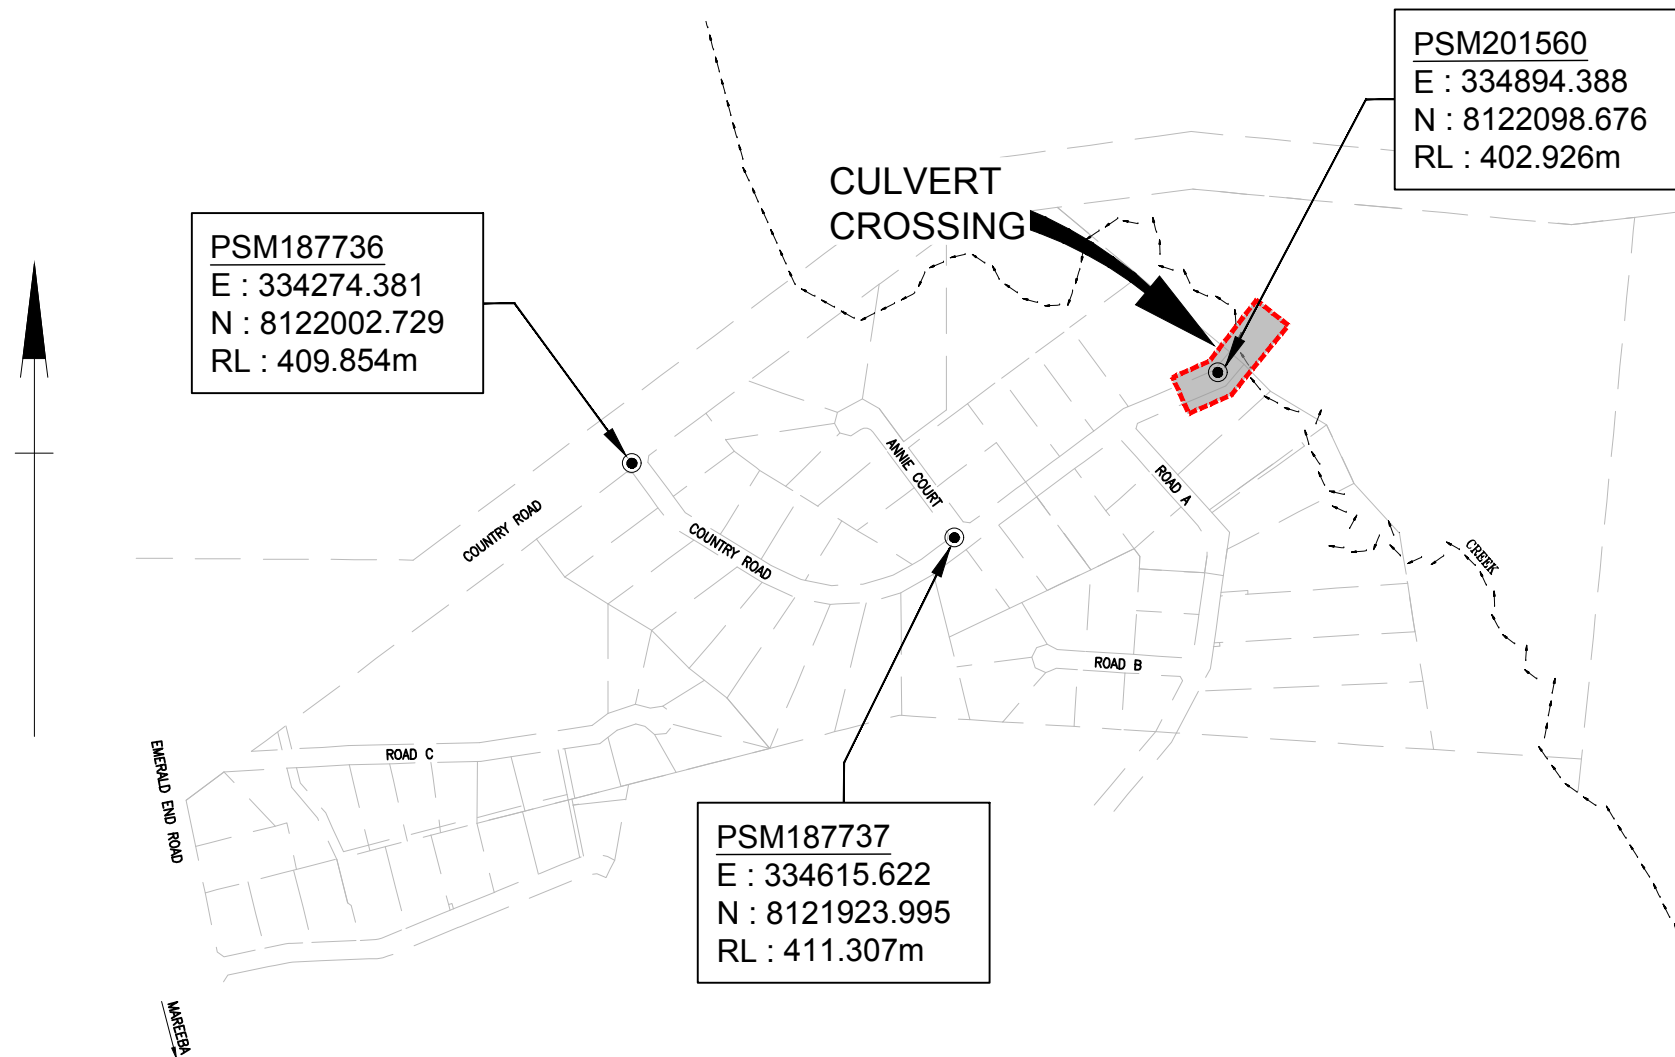 PSM201560
E : 334894.388
N : 8122098.676
RL : 402.926m
CULVERT
CROSSING
PSM187736
E : 334274.381
N : 8122002.729
RL : 409.854m
ANNIE COURT
ROAD A
COUNTRY ROAD
COUNTRY ROAD
CREEK
ROAD B
ROAD C
EMERALD END ROAD
PSM187737
E : 334615.622
N : 8121923.995
RL : 411.307m
MAREEBA